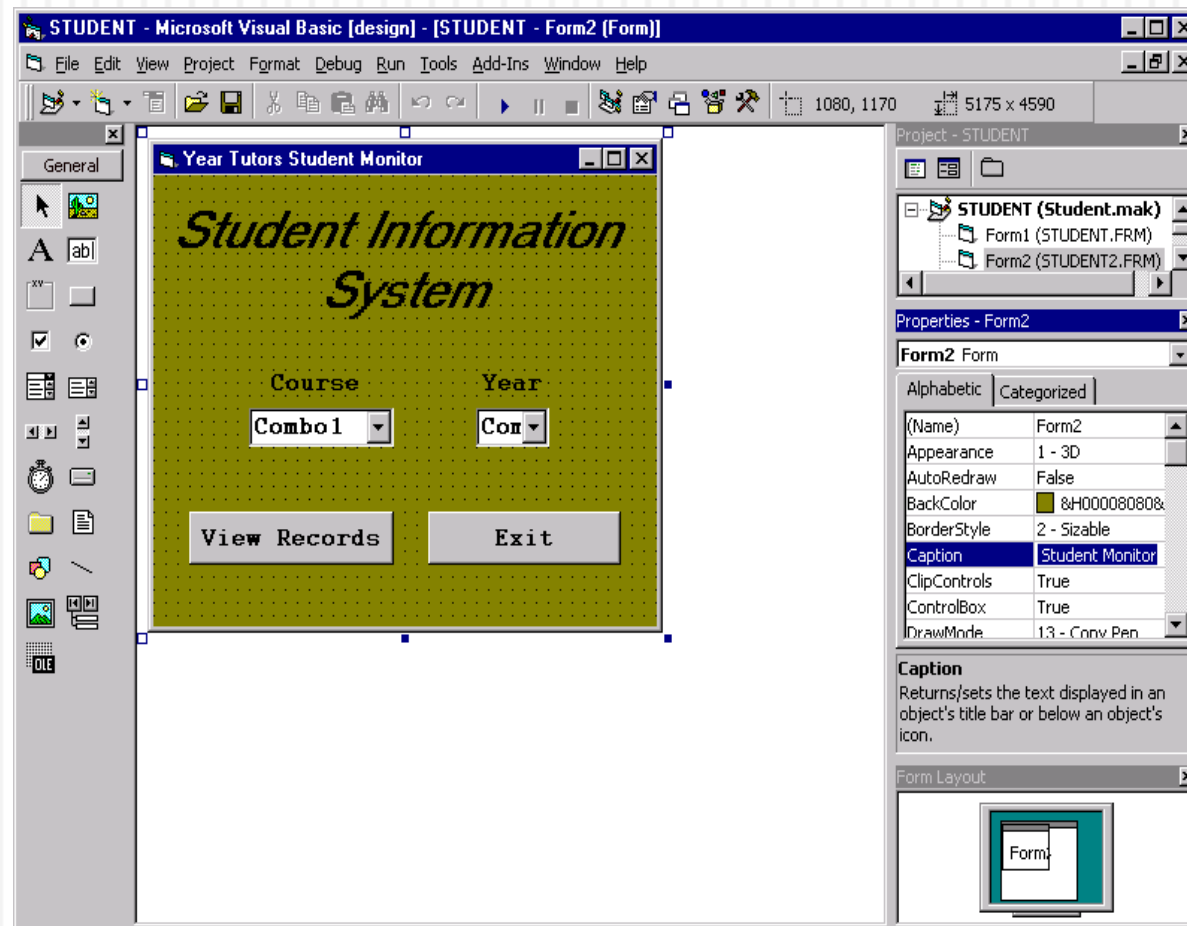 STUDENT - Microsoft Visual Basic [design] - [STUDENT - Form2 (Form)]
File Edit View Project Format Debug Run Tools Add-Ins Window Help
1080, 1170 5175 x 4590
General
A ab|
xv
OLE
Year Tutors Student Monitor
Student Information
System
Course Year
Combo1 Com
View Records Exit
Project - STUDENT
STUDENT (Student.mak)
Form1 (STUDENT.FRM)
Form2 (STUDENT2.FRM)
Properties - Form2
Form2 Form
Alphabetic Categorized
(Name) Form2
Appearance 1 - 3D
AutoRedraw False
BackColor &H00008080&
BorderStyle 2 - Sizable
Caption Student Monitor
ClipControls True
ControlBox True
DrawMode 13 - Copy Pen
Caption
Returns/sets the text displayed in an
object's title bar or below an object's
icon.
Form Layout
Form2